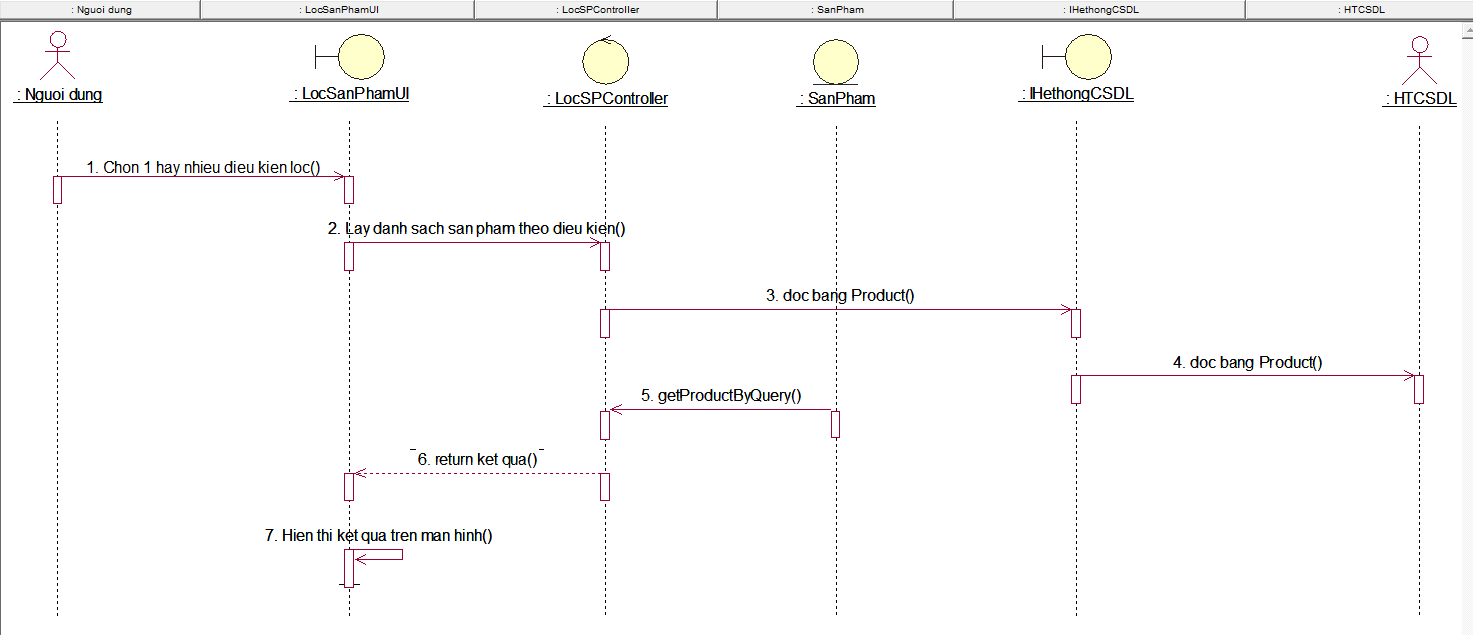 : Nguoi dung
: LocSanPhamUI
: LocSPController
: SanPham
: IHethongCSDL
: HTCSDL
: Nguoi dung
: LocSanPhamUI
: LocSPController
: SanPham
: IHethongCSDL
: HTCSDL
1. Chon 1 hay nhieu dieu kien loc()
2. Lay danh sach san pham theo dieu kien()
3. doc bang Product()
4. doc bang Product()
5. getProductByQuery()
6. return ket qua()
7. Hien thi ket qua tren man hinh()